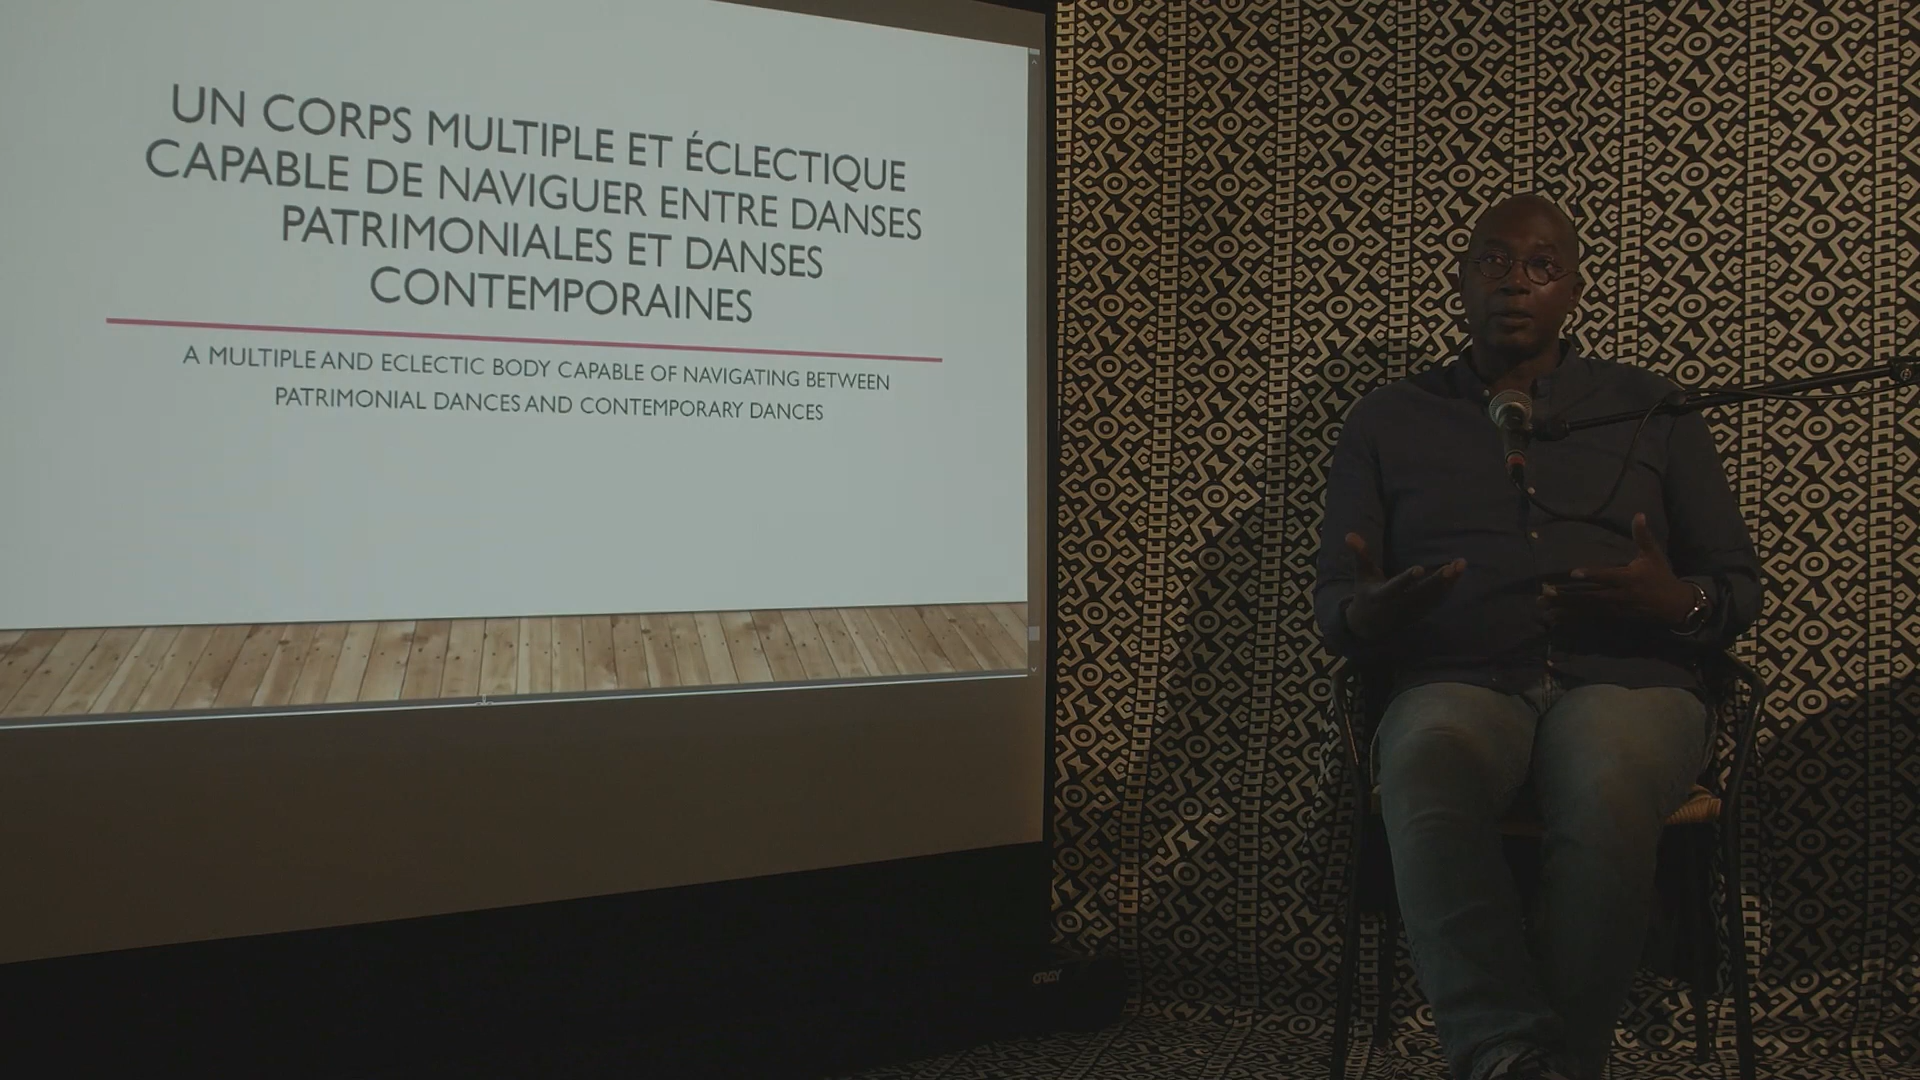 UN CORPS MULTIPLE ET ÉCLECTIQUE
CAPABLE DE NAVIGUER ENTRE DANSES
PATRIMONIALES ET DANSES
CONTEMPORAINES
A MULTIPLE AND ECLECTIC BODY CAPABLE OF NAVIGATING BETWEEN
PATRIMONIAL DANCES AND CONTEMPORARY DANCES